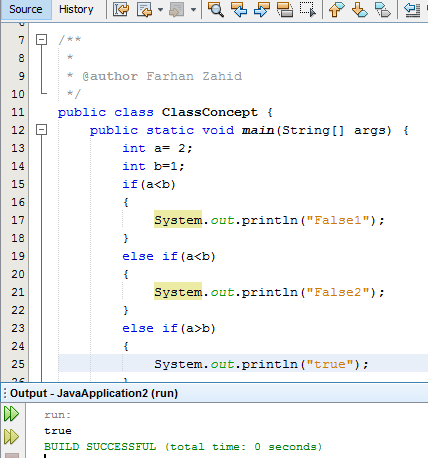 Source History
7 /**
8 *
9 * @author Farhan Zahid
10 */
11 public class ClassConcept {
12 public static void main(String[] args) {
13 int a= 2;
14 int b=1;
15 if(a<b)
16 {
17 System.out.println("False1");
18 }
19 else if(a<b)
20 {
21 System.out.println("False2");
22 }
23 else if(a>b)
24 {
25 System.out.println("true");
Output - JavaApplication2 (run)
run:
true
BUILD SUCCESSFUL (total time: 0 seconds)